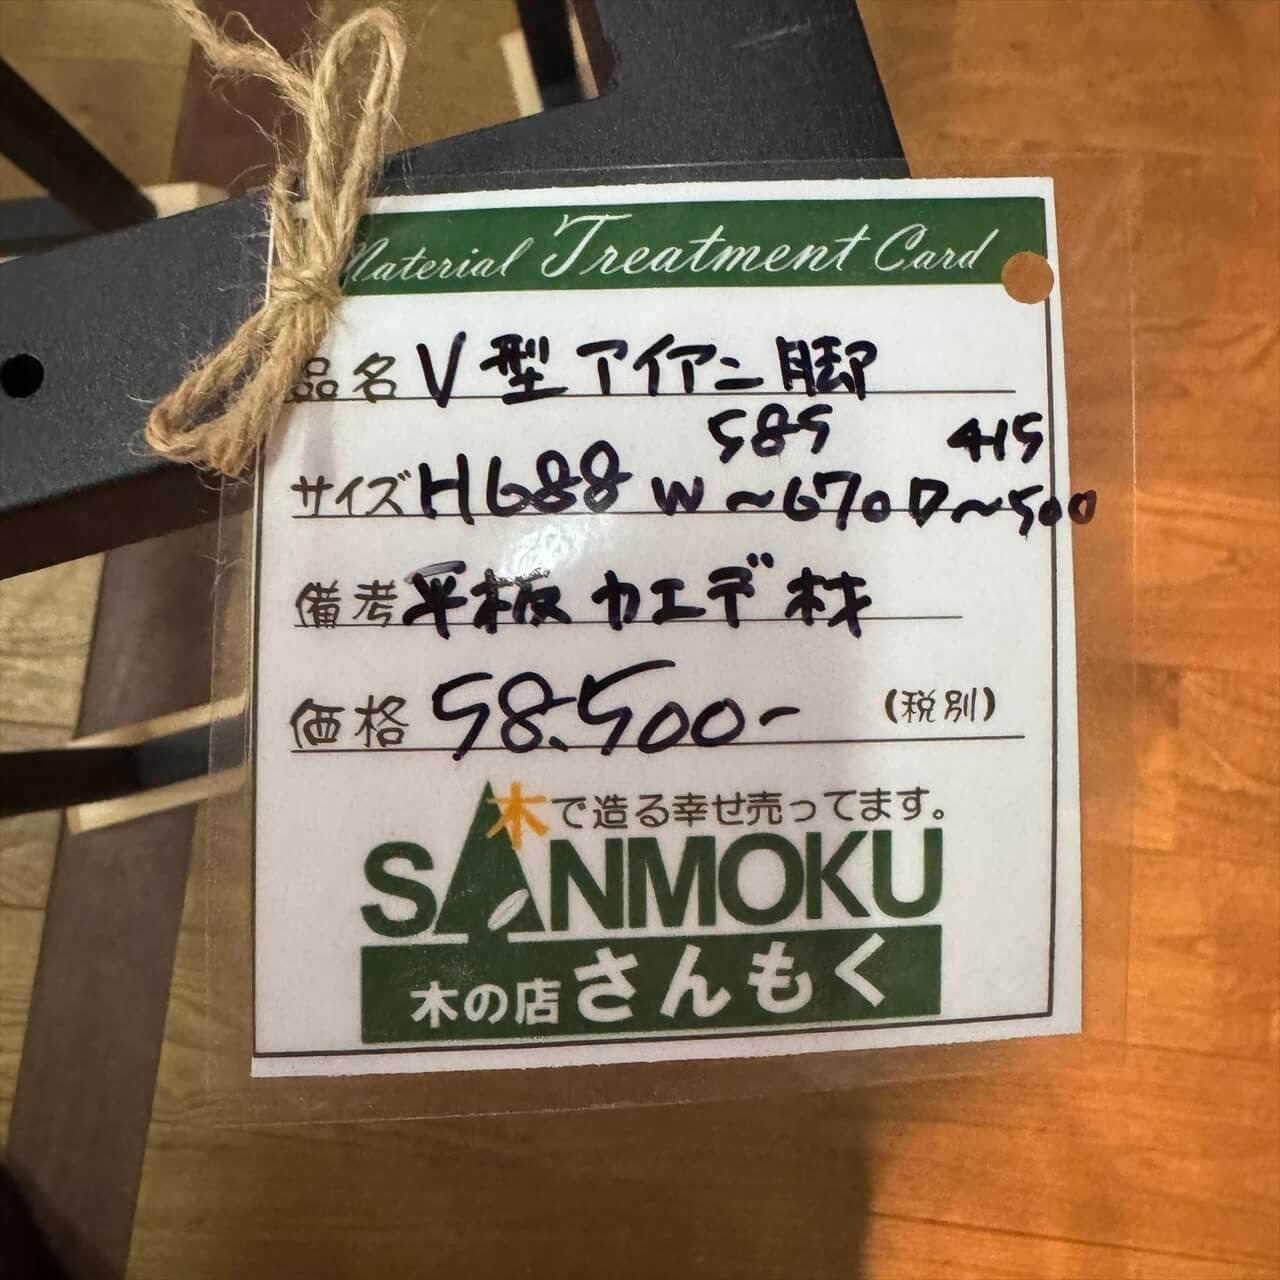 Material Treatment Card
品名 V型アイアン脚
585 415
サイズ H688 W~670 D~500
備考 平板カエデ材
価格 58.500- (税別)
木で造る幸せ売ってます。
SANMOKU
木の店 さんもく